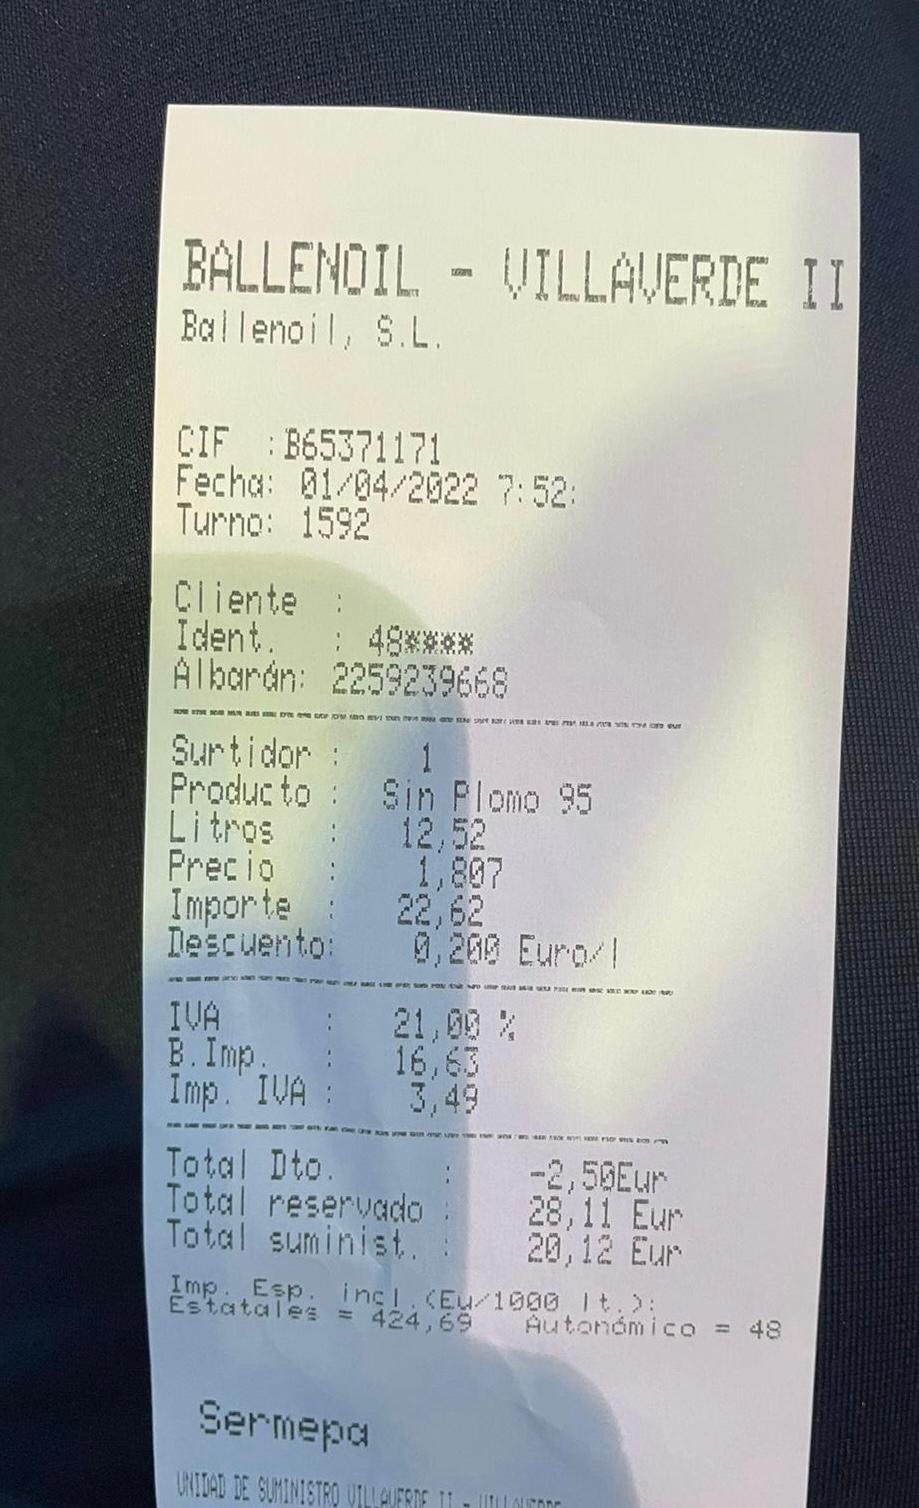 BALLENOIL - VILLAVERDE II
Ballenoil, S.L.
CIF :B65371171
Fecha: 01/04/2022 7:52:
Turno: 1592
Cliente :
Ident. : 48****
Albarán: 2259239668
Surtidor : 1
Producto : Sin Plomo 95
Litros : 12,52
Precio : 1,807
Importe : 22,62
Descuento: 0,200 Euro/l
IVA : 21,00 %
B.Imp. : 16,63
Imp. IVA : 3,49
Total Dto. : -2,50Eur
Total reservado : 28,11 Eur
Total suminist. : 20,12 Eur
Imp. Esp. incl.(Eu/1000 lt.):
Estatales = 424,69 Autonómico = 48
Sermepa
UNIDAD DE SUMINISTRO VILLAVERDE II - VILLAVERDE